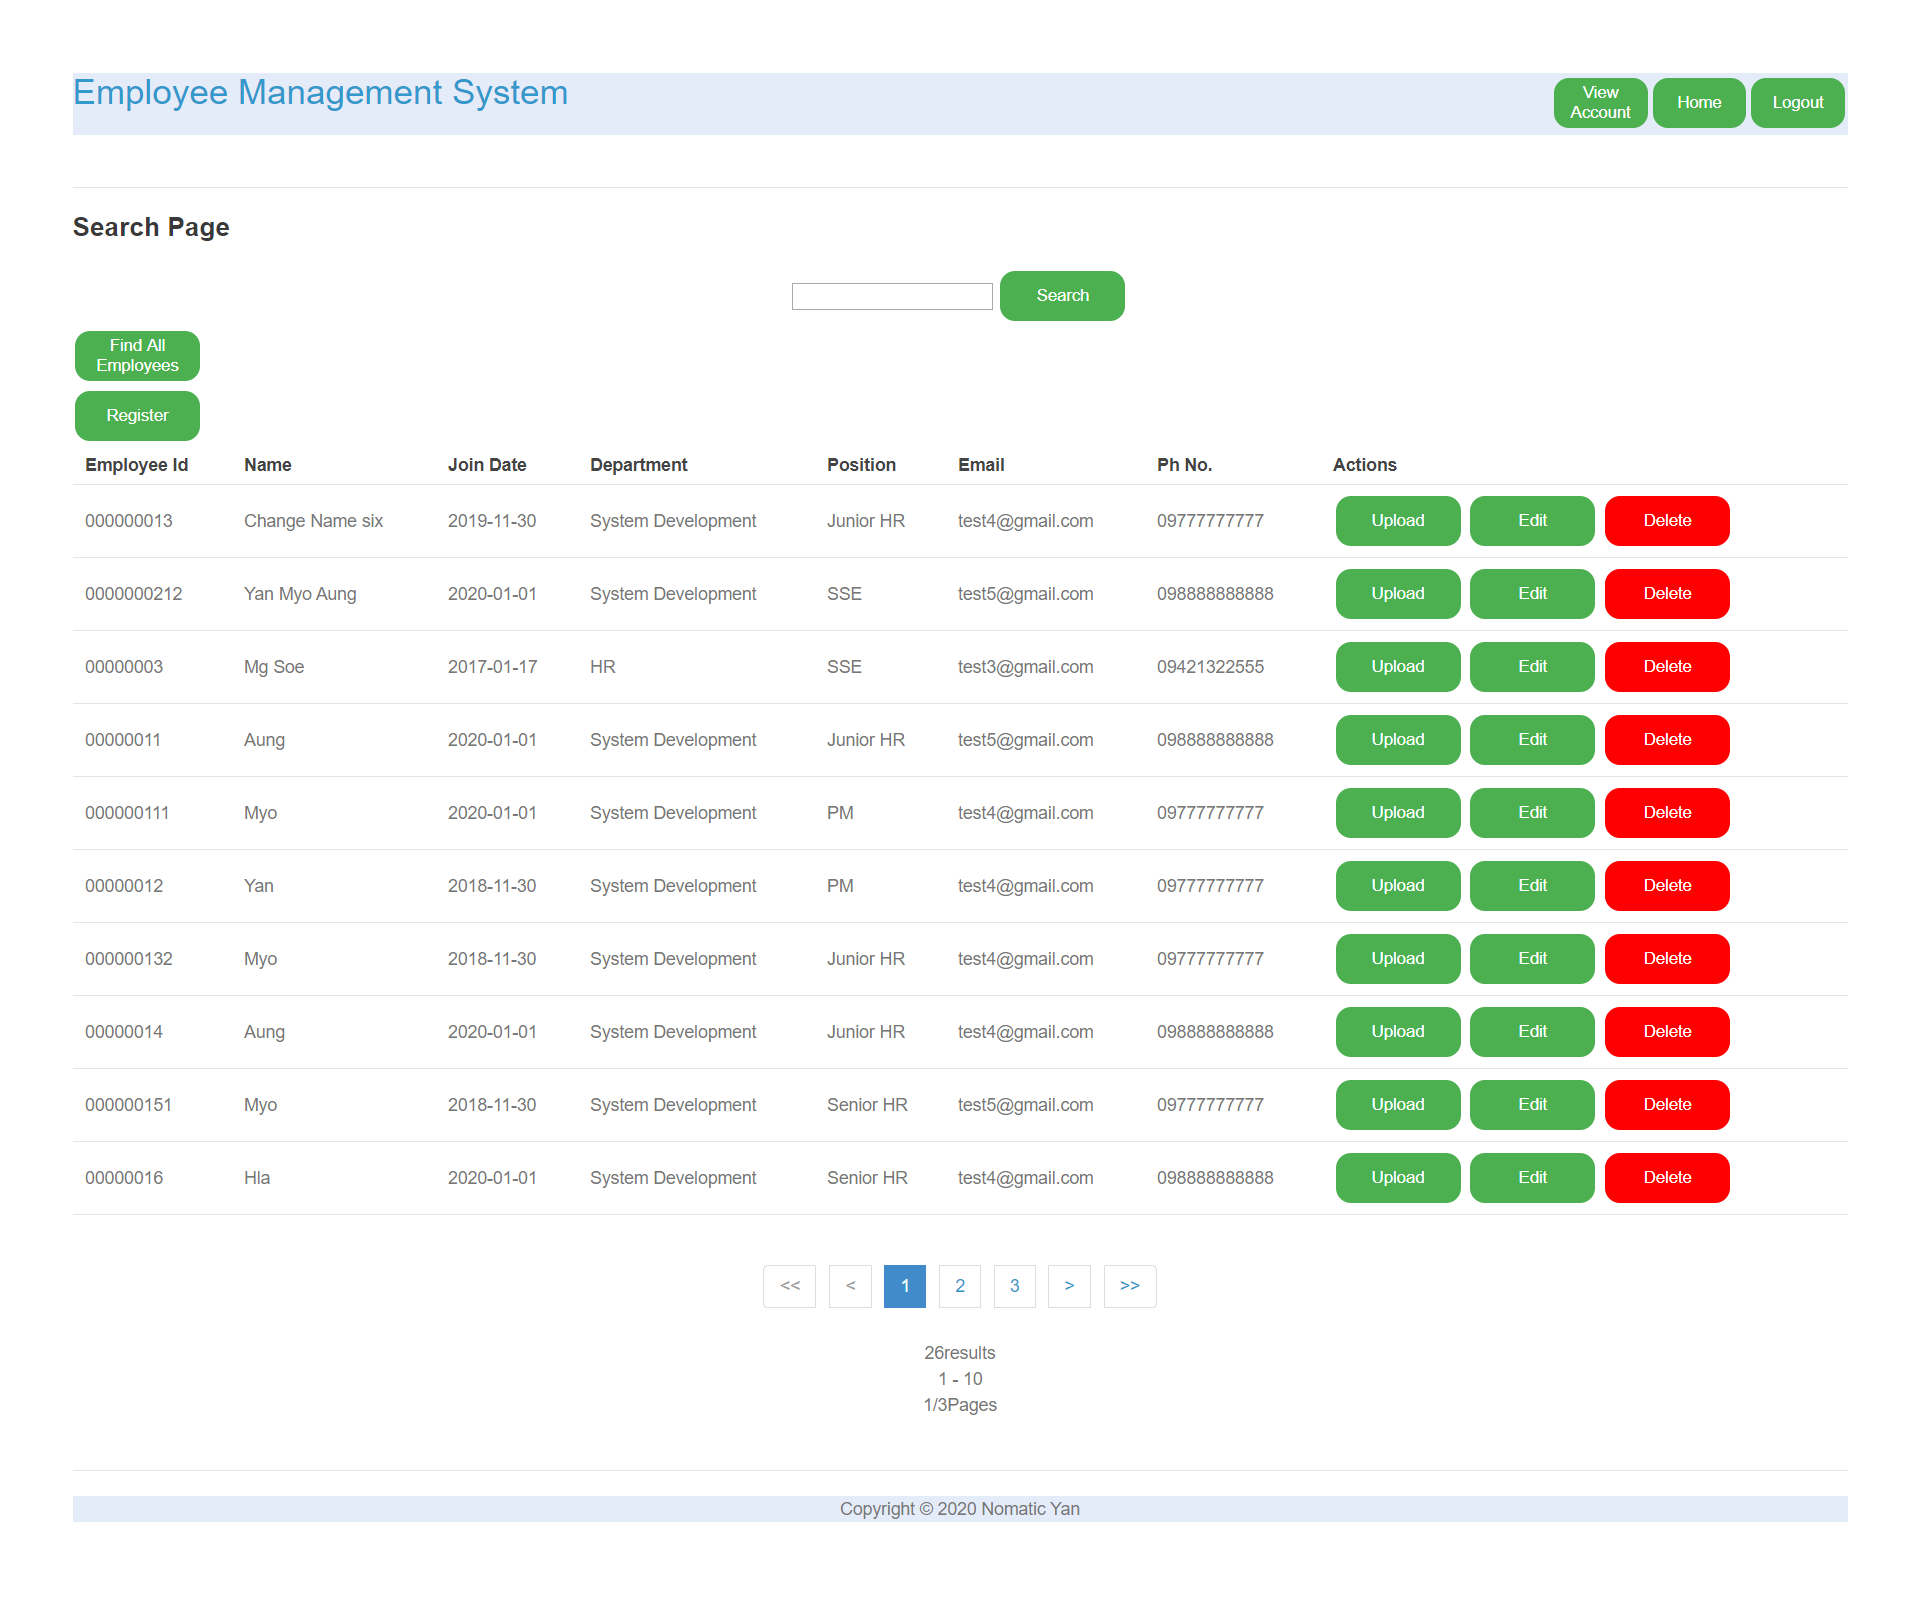 Employee Management System
View
Account
Home
Logout
Search Page
Search
Find All
Employees
Register
Employee Id Name Join Date Department Position Email Ph No. Actions
000000013 Change Name six 2019-11-30 System Development Junior HR test4@gmail.com 09777777777 Upload Edit Delete
0000000212 Yan Myo Aung 2020-01-01 System Development SSE test5@gmail.com 098888888888 Upload Edit Delete
00000003 Mg Soe 2017-01-17 HR SSE test3@gmail.com 09421322555 Upload Edit Delete
00000011 Aung 2020-01-01 System Development Junior HR test5@gmail.com 098888888888 Upload Edit Delete
000000111 Myo 2020-01-01 System Development PM test4@gmail.com 09777777777 Upload Edit Delete
00000012 Yan 2018-11-30 System Development PM test4@gmail.com 09777777777 Upload Edit Delete
000000132 Myo 2018-11-30 System Development Junior HR test4@gmail.com 09777777777 Upload Edit Delete
00000014 Aung 2020-01-01 System Development Junior HR test4@gmail.com 098888888888 Upload Edit Delete
000000151 Myo 2018-11-30 System Development Senior HR test5@gmail.com 09777777777 Upload Edit Delete
00000016 Hla 2020-01-01 System Development Senior HR test4@gmail.com 098888888888 Upload Edit Delete
<< < 1 2 3 > >>
26results
1 - 10
1/3Pages
Copyright © 2020 Nomatic Yan